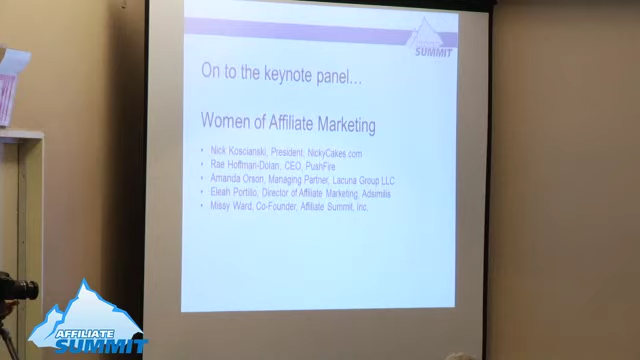 SUMMIT
On to the keynote panel...
Women of Affiliate Marketing
• Nick Koscianski, President, NickyCakes.com
• Rae Hoffman-Dolan, CEO, PushFire
• Amanda Orson, Managing Partner, Lacuna Group LLC
• Eleah Portillo, Director of Affiliate Marketing, Adsimilis
• Missy Ward, Co-Founder, Affiliate Summit, Inc.
AFFILIATE
SUMMIT